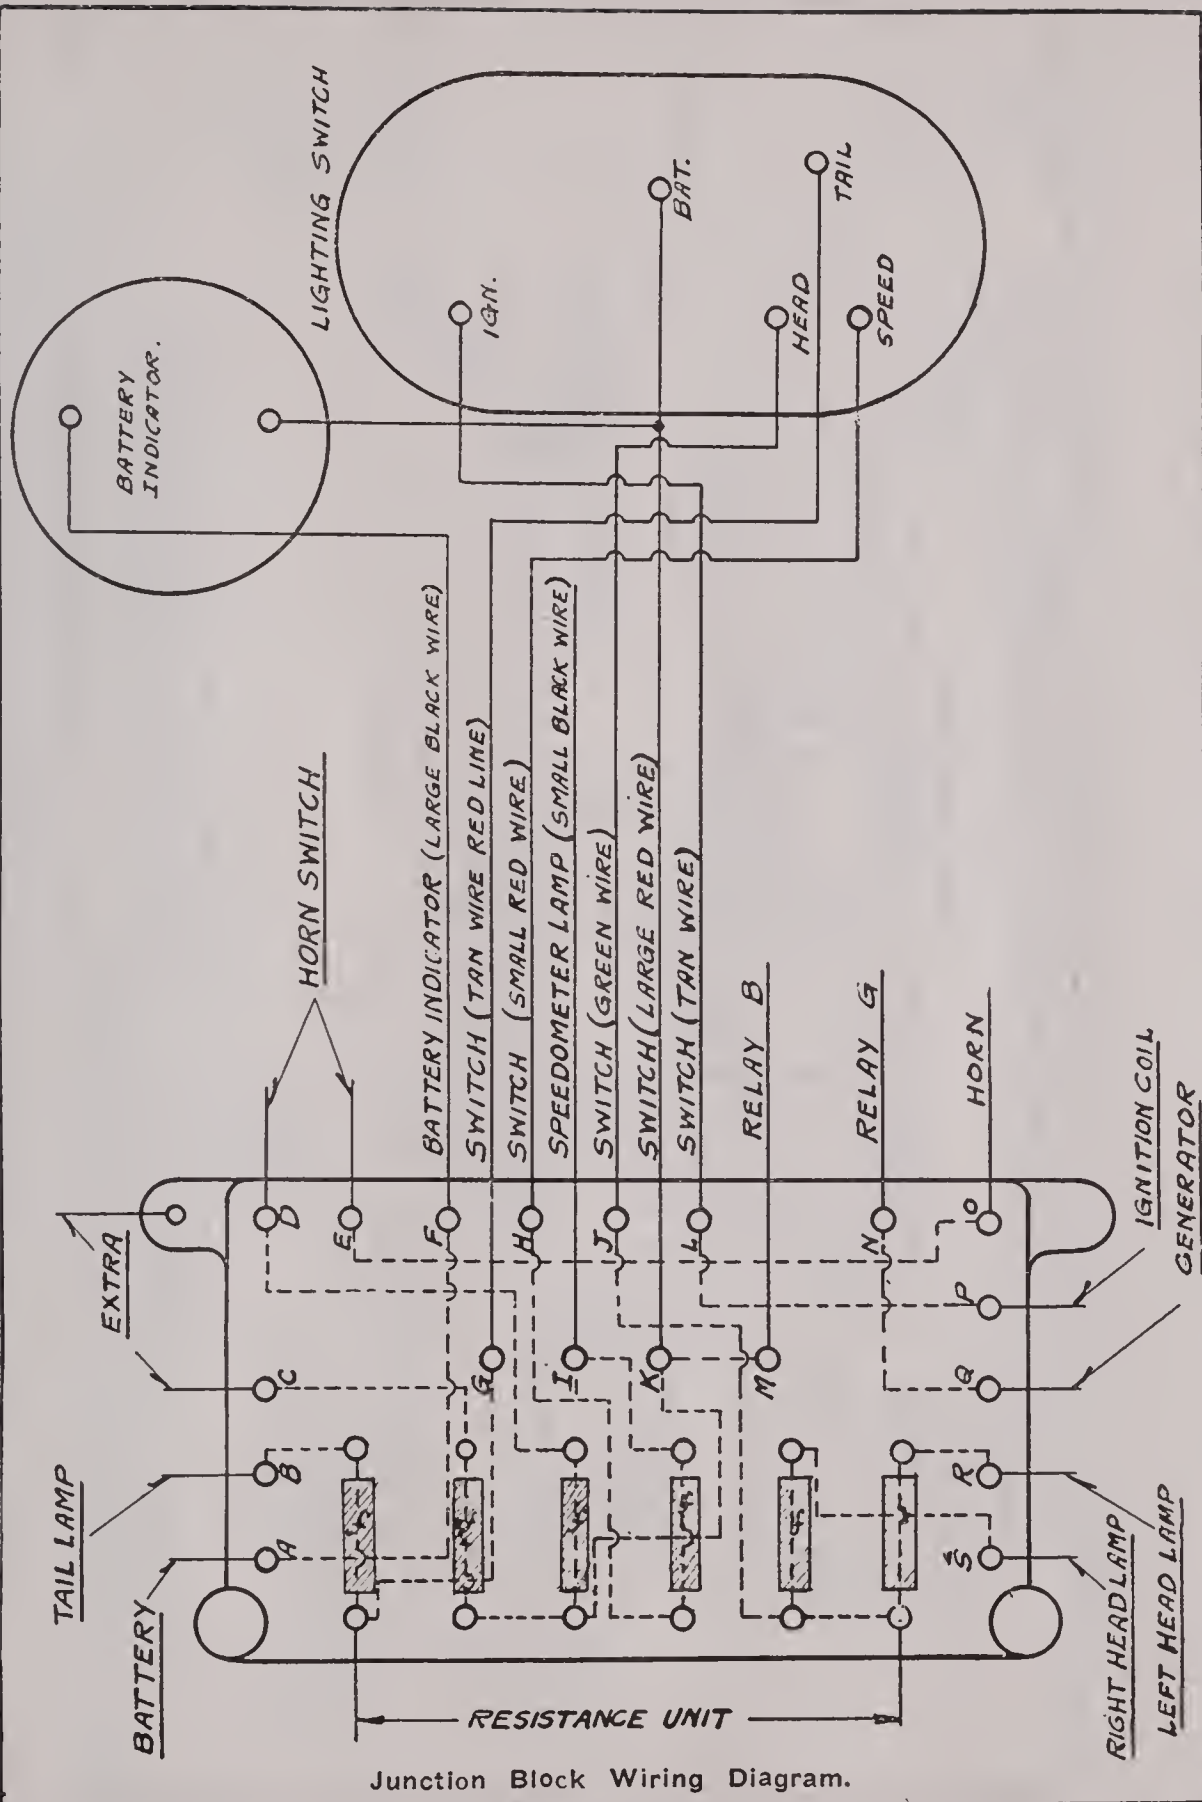 LIGHTING SWITCH
BATTERY
INDICATOR.
IGN.
BAT.
HEAD
TAIL
SPEED
HORN SWITCH
BATTERY INDICATOR (LARGE BLACK WIRE)
SWITCH (TAN WIRE RED LINE)
SWITCH (SMALL RED WIRE)
SPEEDOMETER LAMP (SMALL BLACK WIRE)
SWITCH (GREEN WIRE)
SWITCH (LARGE RED WIRE)
SWITCH (TAN WIRE)
RELAY B
RELAY G
HORN
IGNITION COIL
GENERATOR
EXTRA
D
E
F
H
J
L
N
O
P
C
G
I
K
M
Q
B
R
A
S
TAIL LAMP
BATTERY
RIGHT HEAD LAMP
LEFT HEAD LAMP
RESISTANCE UNIT
Junction Block Wiring Diagram.